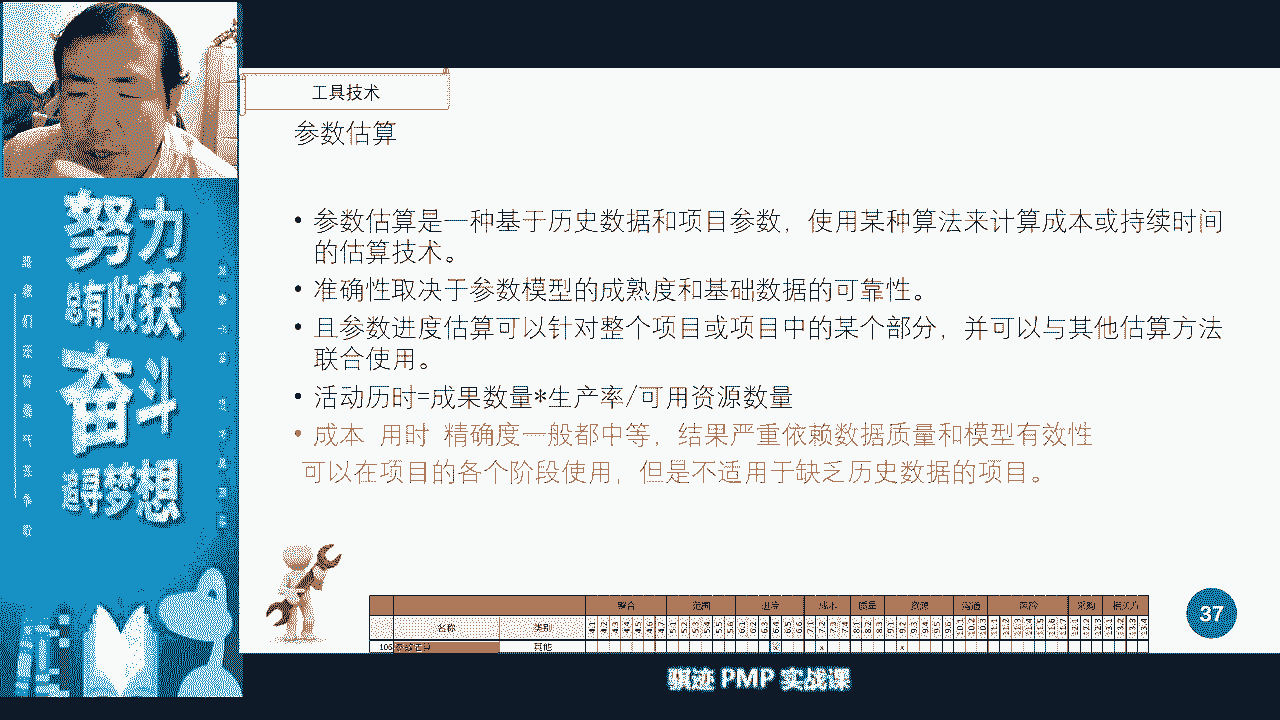 工具技术
参数估算
• 参数估算是一种基于历史数据和项目参数，使用某种算法来计算成本或持续时间
的估算技术。
• 准确性取决于参数模型的成熟度和基础数据的可靠性。
• 且参数进度估算可以针对整个项目或项目中的某个部分，并可以与其他估算方法
联合使用。
• 活动历时=成果数量*生产率/可用资源数量
• 成本 用时 精确度一般都中等，结果严重依赖数据质量和模型有效性
可以在项目的各个阶段使用，但是不适用于缺乏历史数据的项目。
努力
有收获
奋斗
梦想
整合 范围 进度 成本 质量 资源 沟通 风险 采购
名称 类别
106 参数估算 其他
37
骐迹 PMP 实战课